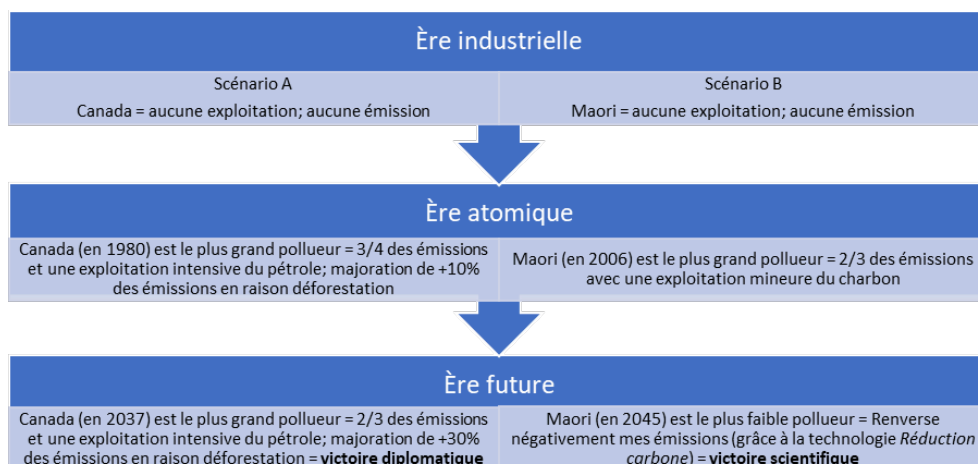 Ère industrielle
Scénario A
Canada = aucune exploitation; aucune émission
Scénario B
Maori = aucune exploitation; aucune émission
Ère atomique
Canada (en 1980) est le plus grand pollueur = 3/4 des émissions
et une exploitation intensive du pétrole; majoration de +10%
des émissions en raison déforestation
Maori (en 2006) est le plus grand pollueur = 2/3 des émissions
avec une exploitation mineure du charbon
Ère future
Canada (en 2037) est le plus grand pollueur = 2/3 des émissions
et une exploitation intensive du pétrole; majoration de +30%
des émissions en raison déforestation = victoire diplomatique
Maori (en 2045) est le plus faible pollueur = Renverse
négativement mes émissions (grâce à la technologie Réduction
carbone) = victoire scientifique